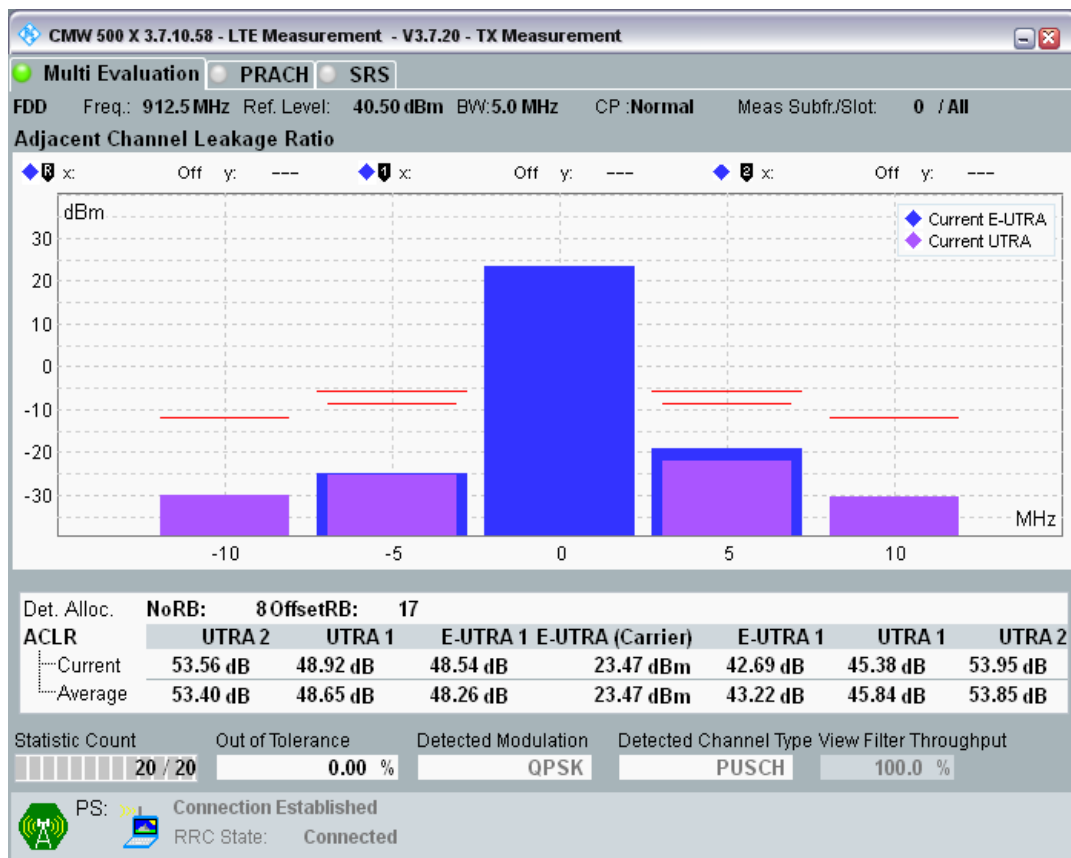 CMW 500 X 3.7.10.58 - LTE Measurement - V3.7.20 - TX Measurement
Multi Evaluation PRACH SRS
FDD Freq.: 912.5 MHz Ref. Level: 40.50 dBm BW:5.0 MHz CP :Normal Meas Subfr./Slot: 0 / All
Adjacent Channel Leakage Ratio
R x: Off y: --- 1 x: Off y: --- 2 x: Off y: ---
dBm
Current E-UTRA
Current UTRA
30
20
10
0
-10
-20
-30
MHz
-10 -5 0 5 10
Det. Alloc. NoRB: 8 OffsetRB: 17
ACLR UTRA 2 UTRA 1 E-UTRA 1 E-UTRA (Carrier) E-UTRA 1 UTRA 1 UTRA 2
Current 53.56 dB 48.92 dB 48.54 dB 23.47 dBm 42.69 dB 45.38 dB 53.95 dB
Average 53.40 dB 48.65 dB 48.26 dB 23.47 dBm 43.22 dB 45.84 dB 53.85 dB
Statistic Count Out of Tolerance Detected Modulation Detected Channel Type View Filter Throughput
20 / 20 0.00 % QPSK PUSCH 100.0 %
PS: Connection Established
RRC State: Connected